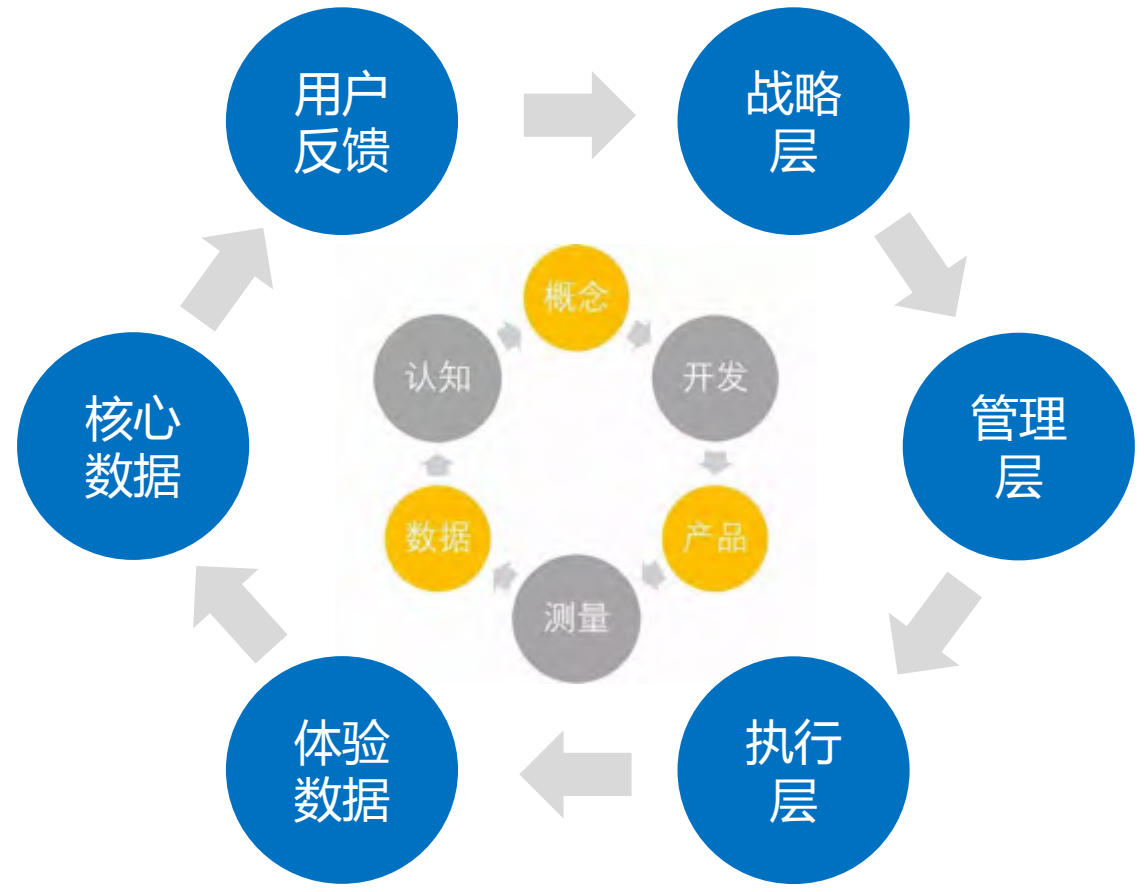 用户
反馈
战略
层
概念
认知
开发
核心
数据
管理
层
数据
产品
测量
体验
数据
执行
层